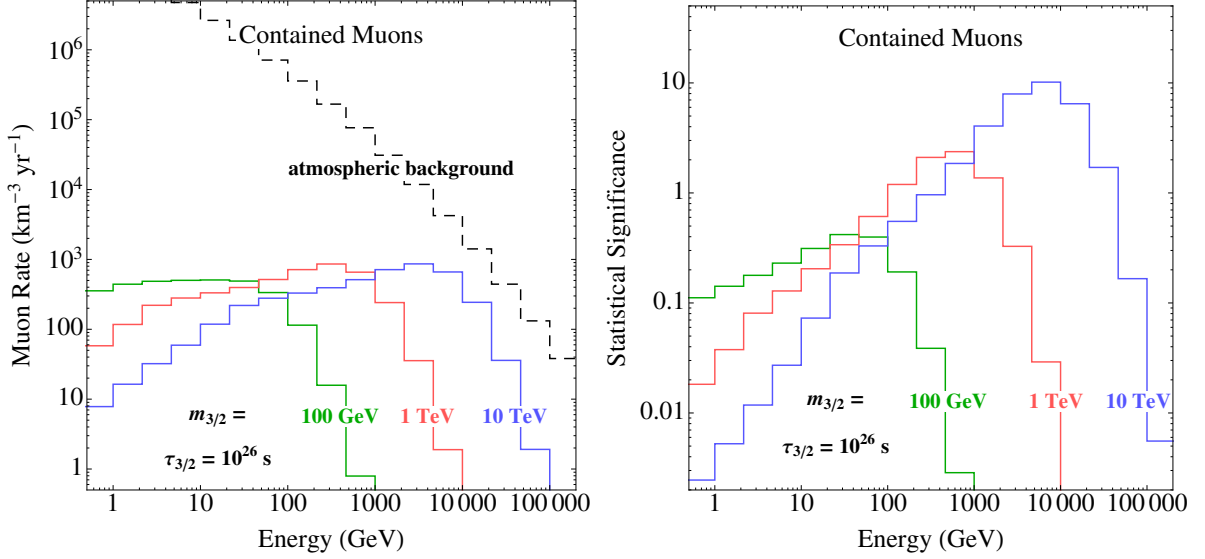 Contained Muons
10⁶
10⁵
10⁴
10³
100
10
1
Muon Rate (km⁻³ yr⁻¹)
atmospheric background
m₃/₂ = 100 GeV 1 TeV 10 TeV
τ₃/₂ = 10²⁶ s
1 10 100 1000 10 000 100 000
Energy (GeV)
Contained Muons
10
1
0.1
0.01
Statistical Significance
m₃/₂ = 100 GeV 1 TeV 10 TeV
τ₃/₂ = 10²⁶ s
1 10 100 1000 10 000 100 000
Energy (GeV)